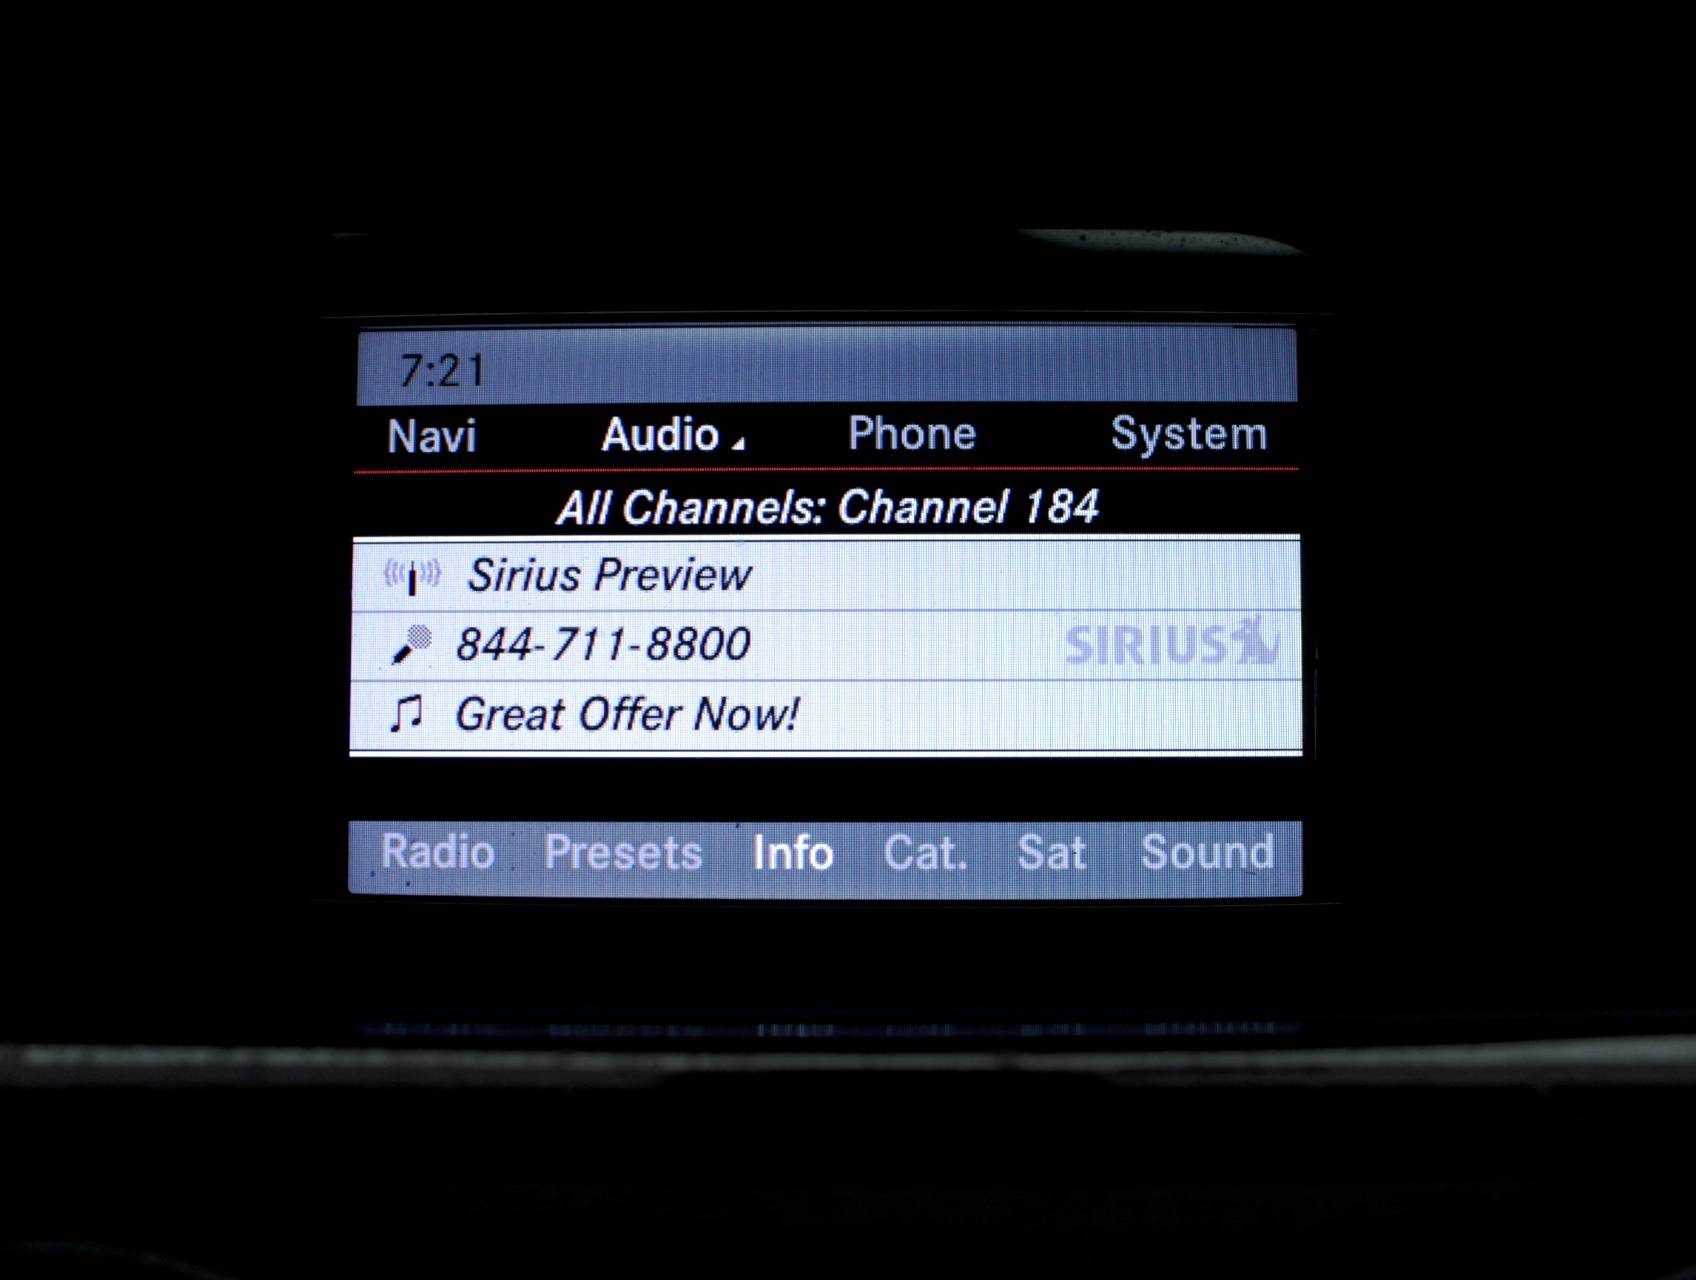 7:21
Navi Audio Phone System
All Channels: Channel 184
Sirius Preview
844-711-8800 SIRIUS
Great Offer Now!
Radio Presets Info Cat. Sat Sound